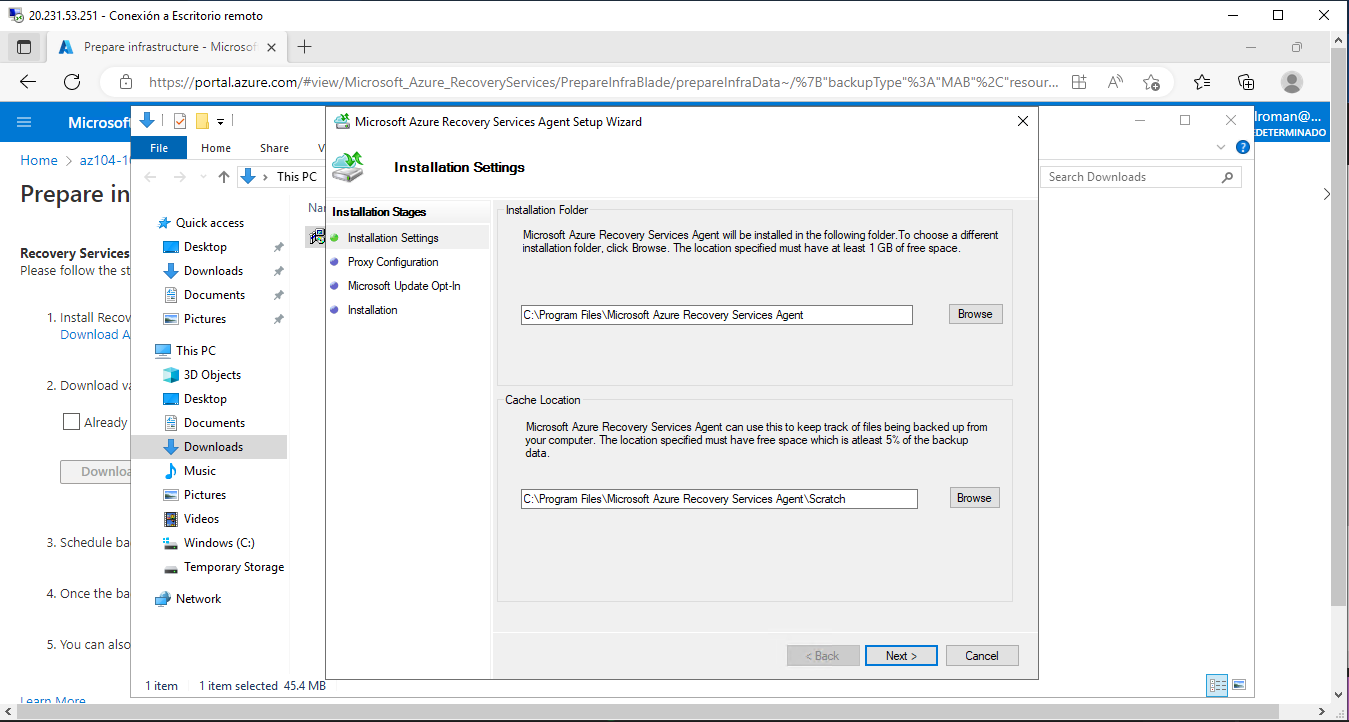 20.231.53.251 - Conexión a Escritorio remoto
Prepare infrastructure - Microsof
https://portal.azure.com/#view/Microsoft_Azure_RecoveryServices/PrepareInfraBlade/prepareInfraData~/%7B"backupType"%3A"MAB"%2C"resour...
Microsoft
lroman@...
EDETERMINADO
Home > az104-10
Prepare in
Recovery Services
Please follow the st
1. Install Recov
Download A
2. Download va
Already
Downloa
3. Schedule ba
4. Once the ba
5. You can also
Learn More
File
Home
Share
V
This PC
Search Downloads
Nar
Quick access
Desktop
Downloads
Documents
Pictures
This PC
3D Objects
Desktop
Documents
Downloads
Music
Pictures
Videos
Windows (C:)
Temporary Storage
Network
1 item
1 item selected 45.4 MB
Microsoft Azure Recovery Services Agent Setup Wizard
Installation Settings
Installation Stages
Installation Settings
Proxy Configuration
Microsoft Update Opt-In
Installation
Installation Folder
Microsoft Azure Recovery Services Agent will be installed in the following folder.To choose a different
installation folder, click Browse. The location specified must have at least 1 GB of free space.
C:\Program Files\Microsoft Azure Recovery Services Agent
Browse
Cache Location
Microsoft Azure Recovery Services Agent can use this to keep track of files being backed up from
your computer. The location specified must have free space which is atleast 5% of the backup
data.
C:\Program Files\Microsoft Azure Recovery Services Agent\Scratch
Browse
< Back
Next >
Cancel